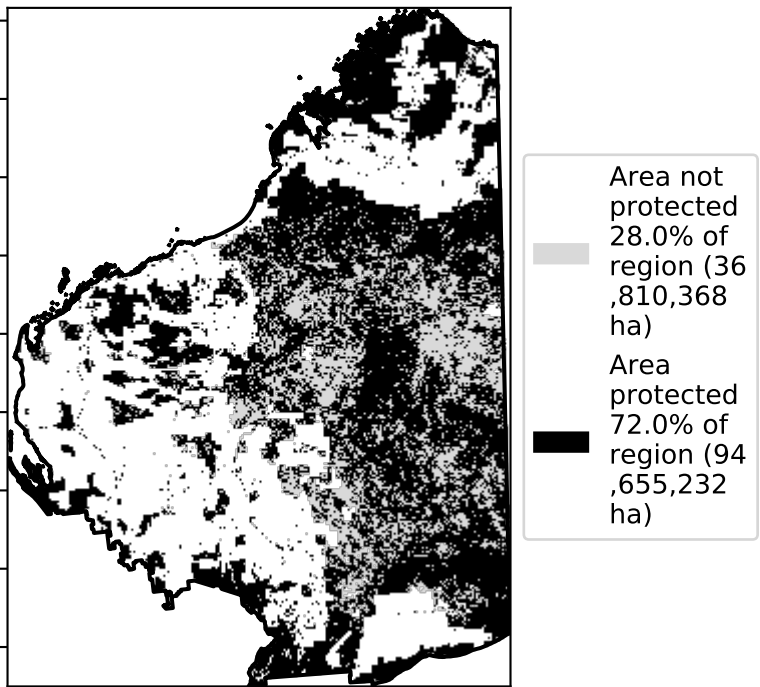 Area not
protected
28.0% of
region (36
,810,368
ha)
Area
protected
72.0% of
region (94
,655,232
ha)